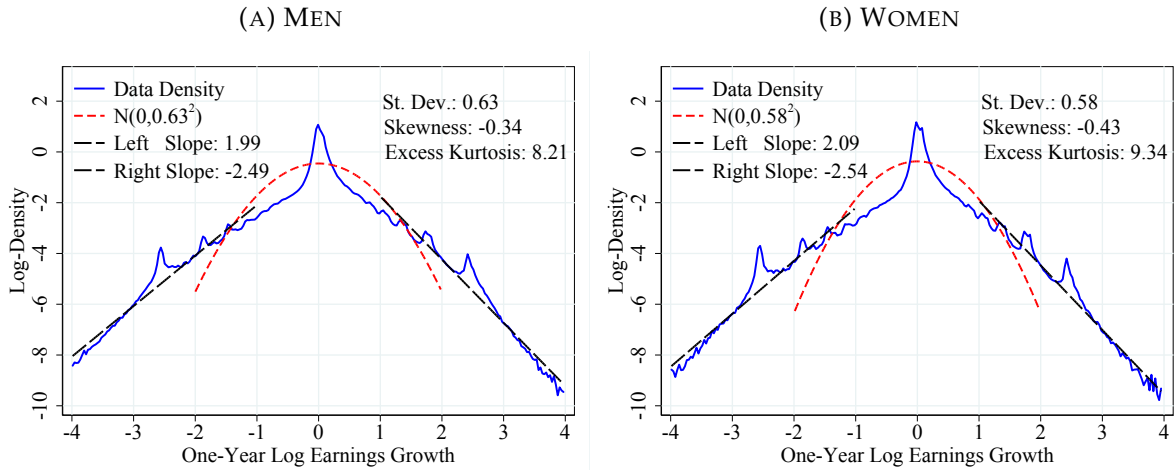 (A) MEN
Data Density
N(0,0.63²)
Left Slope: 1.99
Right Slope: -2.49
St. Dev.: 0.63
Skewness: -0.34
Excess Kurtosis: 8.21
Log-Density
2
0
-2
-4
-6
-8
-10
-4 -3 -2 -1 0 1 2 3 4
One-Year Log Earnings Growth
(B) WOMEN
Data Density
N(0,0.58²)
Left Slope: 2.09
Right Slope: -2.54
St. Dev.: 0.58
Skewness: -0.43
Excess Kurtosis: 9.34
Log-Density
2
0
-2
-4
-6
-8
-10
-4 -3 -2 -1 0 1 2 3 4
One-Year Log Earnings Growth